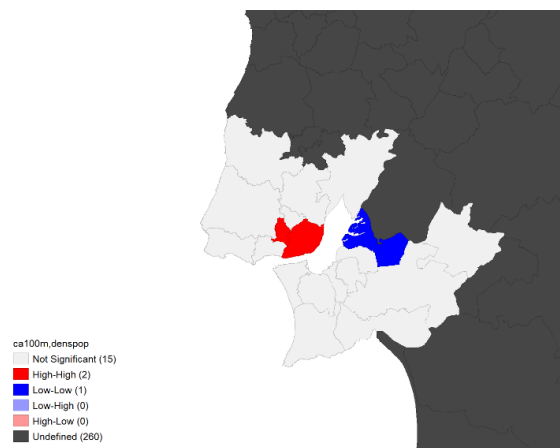 ca100m,denspop
Not Significant (15)
High-High (2)
Low-Low (1)
Low-High (0)
High-Low (0)
Undefined (260)